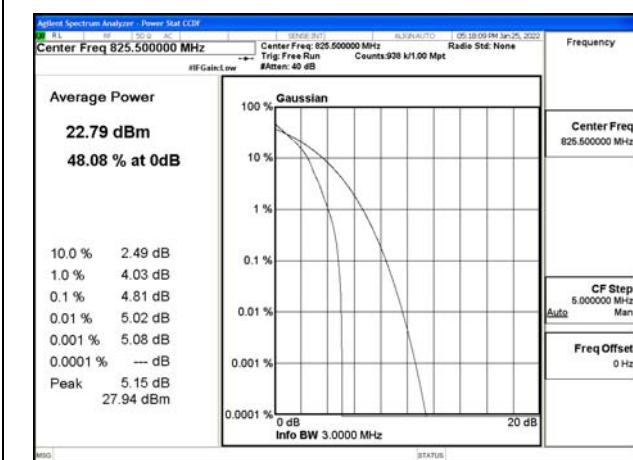 Agilent Spectrum Analyzer - Power Stat CCDF
RL RF 50 Ω AC SENSE:INT ALIGN AUTO 05:18:09 PM Jan 25, 2022
Center Freq 825.500000 MHz
Center Freq: 825.500000 MHz Radio Std: None
Trig: Free Run Counts:938 k/1.00 Mpt
#IFGain:Low #Atten: 40 dB
Frequency
Average Power
22.79 dBm
48.08 % at 0dB
10.0 % 2.49 dB
1.0 % 4.03 dB
0.1 % 4.81 dB
0.01 % 5.02 dB
0.001 % 5.08 dB
0.0001 % --- dB
Peak 5.15 dB
27.94 dBm
Gaussian
100 %
10 %
1 %
0.1 %
0.01 %
0.001 %
0.0001 %
0 dB 20 dB
Info BW 3.0000 MHz
Center Freq
825.500000 MHz
CF Step
5.000000 MHz
Auto Man
Freq Offset
0 Hz
MSG STATUS